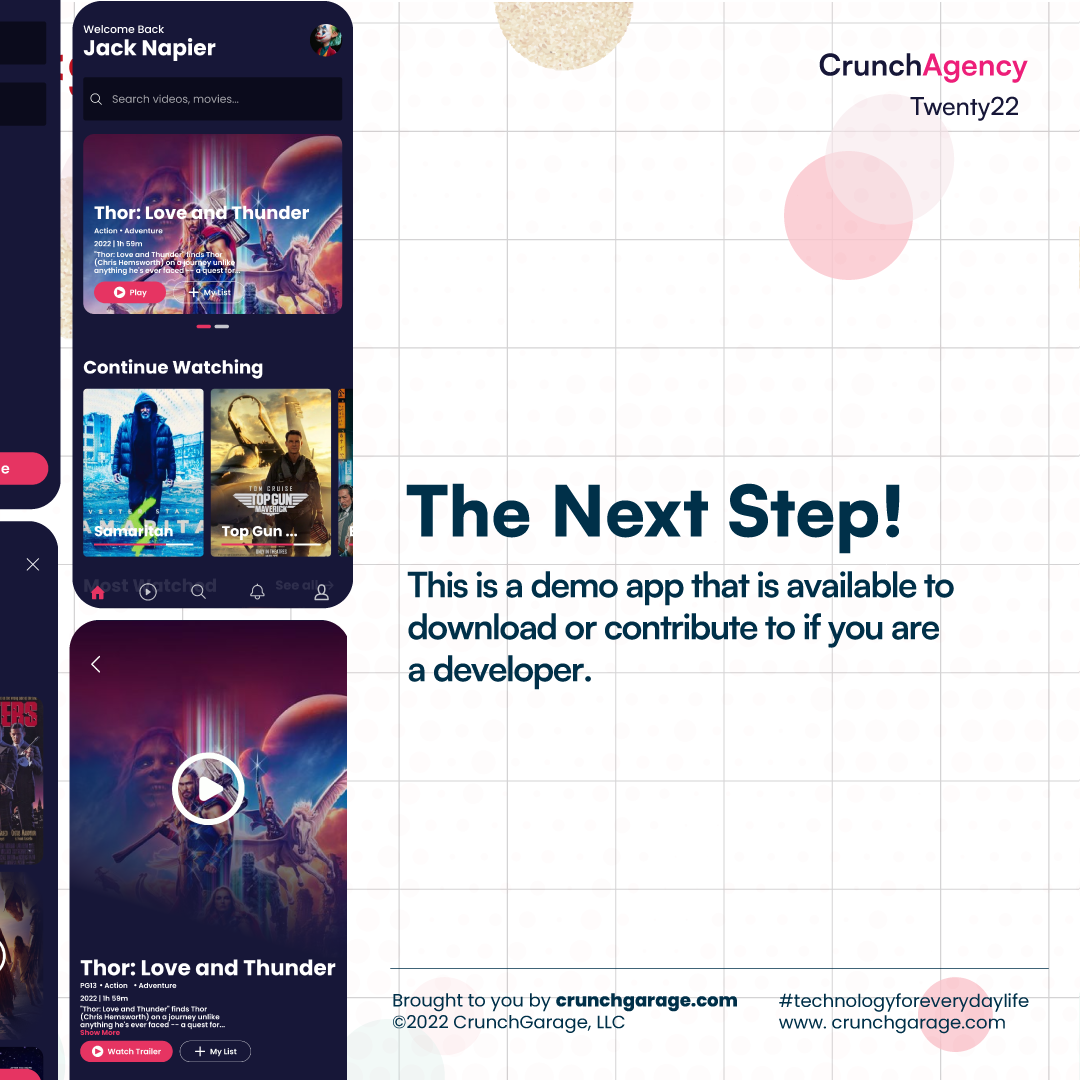 Welcome Back
Jack Napier
Search videos, movies...
Thor: Love and Thunder
Action • Adventure
2022 | 1h 59m
"Thor: Love and Thunder" finds Thor
(Chris Hemsworth) on a journey unlike
anything he's ever faced -- a quest for...
Play
My List
Continue Watching
Samaritan
TOM CRUISE
TOP GUN
MAVERICK
Top Gun ...
Most Watched
See all
e
Thor: Love and Thunder
PG13 • Action • Adventure
2022 | 1h 59m
"Thor: Love and Thunder" finds Thor
(Chris Hemsworth) on a journey unlike
anything he's ever faced -- a quest for...
Show More
Watch Trailer
My List
CrunchAgency
Twenty22
The Next Step!
This is a demo app that is available to
download or contribute to if you are
a developer.
Brought to you by crunchgarage.com
©2022 CrunchGarage, LLC
#technologyforeverydaylife
www. crunchgarage.com